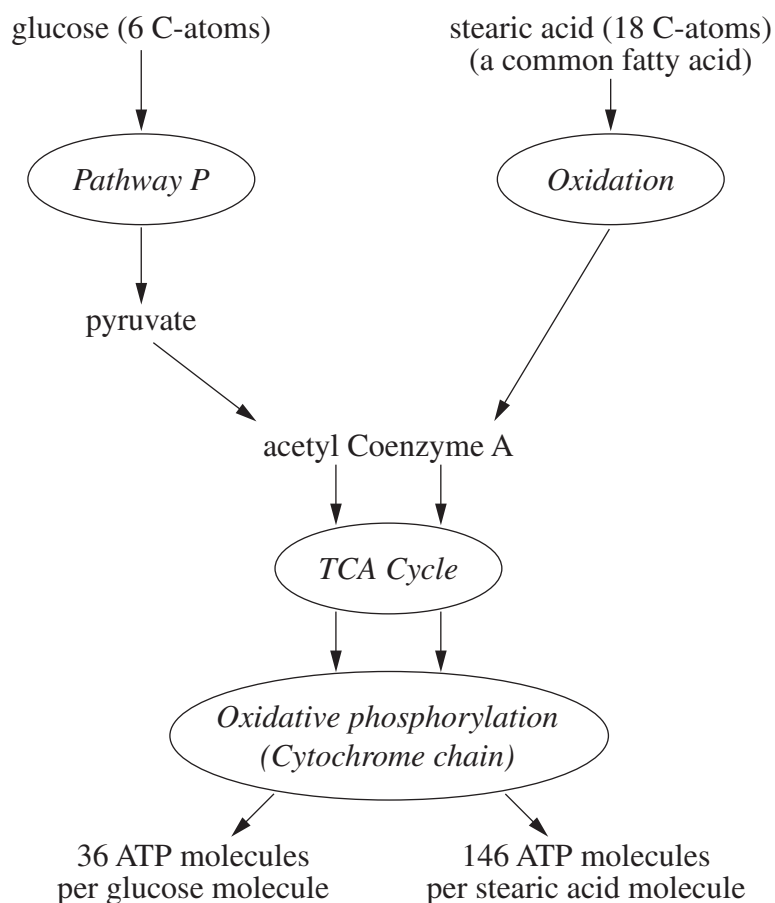 glucose (6 C-atoms)
stearic acid (18 C-atoms)
(a common fatty acid)
Pathway P
Oxidation
pyruvate
acetyl Coenzyme A
TCA Cycle
Oxidative phosphorylation
(Cytochrome chain)
36 ATP molecules
per glucose molecule
146 ATP molecules
per stearic acid molecule